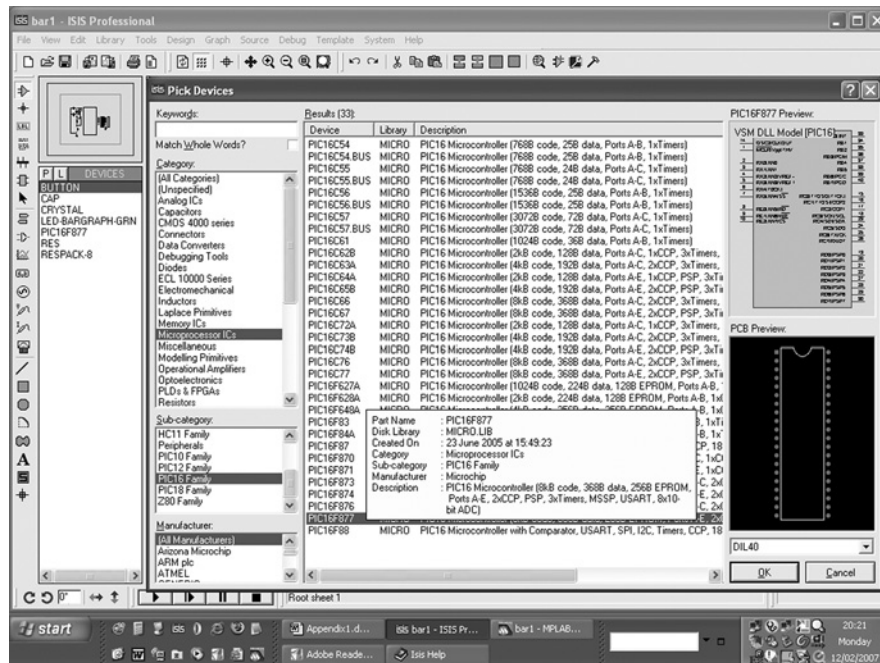 bar1 - ISIS Professional
File View Edit Library Tools Design Graph Source Debug Template System Help
Pick Devices
P L DEVICES
BUTTON
CAP
CRYSTAL
LED-BARGRAPH-GRN
PIC16F877
RES
RESPACK-8
Keywords:
Match Whole Words?
Category:
(All Categories)
(Unspecified)
Analog ICs
Capacitors
CMOS 4000 series
Connectors
Data Converters
Debugging Tools
Diodes
ECL 10000 Series
Electromechanical
Inductors
Laplace Primitives
Memory ICs
Microprocessor ICs
Miscellaneous
Modelling Primitives
Operational Amplifiers
Optoelectronics
PLDs & FPGAs
Resistors
Sub-category:
HC11 Family
Peripherals
PIC10 Family
PIC12 Family
PIC16 Family
PIC18 Family
Z80 Family
Manufacturer:
(All Manufacturers)
Arizona Microchip
ARM plc
ATMEL
Results (33):
Device Library Description
PIC16C54 MICRO PIC16 Microcontroller (768B code, 25B data, Ports A-B, 1xTimers)
PIC16C54.BUS MICRO PIC16 Microcontroller (768B code, 25B data, Ports A-B, 1xTimers)
PIC16C55 MICRO PIC16 Microcontroller (768B code, 24B data, Ports A-C, 1xTimers)
PIC16C55.BUS MICRO PIC16 Microcontroller (768B code, 24B data, Ports A-C, 1xTimers)
PIC16C56 MICRO PIC16 Microcontroller (1536B code, 25B data, Ports A-B, 1xTimers)
PIC16C56.BUS MICRO PIC16 Microcontroller (1536B code, 25B data, Ports A-B, 1xTimers)
PIC16C57 MICRO PIC16 Microcontroller (3072B code, 72B data, Ports A-C, 1xTimers)
PIC16C57.BUS MICRO PIC16 Microcontroller (3072B code, 72B data, Ports A-C, 1xTimers)
PIC16C61 MICRO PIC16 Microcontroller (1024B code, 36B data, Ports A-B, 1xTimers)
PIC16C62B MICRO PIC16 Microcontroller (2kB code, 128B data, Ports A-C, 1xCCP, 3xTimers,
PIC16C63A MICRO PIC16 Microcontroller (4kB code, 192B data, Ports A-C, 2xCCP, 3xTimers,
PIC16C64A MICRO PIC16 Microcontroller (2kB code, 128B data, Ports A-E, 1xCCP, PSP, 3xTi
PIC16C65B MICRO PIC16 Microcontroller (4kB code, 192B data, Ports A-E, 2xCCP, PSP, 3xTi
PIC16C66 MICRO PIC16 Microcontroller (8kB code, 368B data, Ports A-C, 2xCCP, 3xTimers,
PIC16C67 MICRO PIC16 Microcontroller (8kB code, 368B data, Ports A-E, 2xCCP, PSP, 3xTi
PIC16C72A MICRO PIC16 Microcontroller (2kB code, 128B data, Ports A-C, 1xCCP, 3xTimers,
PIC16C73B MICRO PIC16 Microcontroller (4kB code, 192B data, Ports A-C, 2xCCP, 3xTimers,
PIC16C74B MICRO PIC16 Microcontroller (4kB code, 192B data, Ports A-E, 2xCCP, PSP, 3xTi
PIC16C76 MICRO PIC16 Microcontroller (8kB code, 368B data, Ports A-C, 2xCCP, 3xTimers,
PIC16C77 MICRO PIC16 Microcontroller (8kB code, 368B data, Ports A-E, 2xCCP, PSP, 3xTi
PIC16F627A MICRO PIC16 Microcontroller (1024B code, 224B data, 128B EPROM, Ports A-B,
PIC16F628A MICRO PIC16 Microcontroller (2kB code, 224B data, 128B EPROM, Ports A-B, 1x
PIC16F648A
PIC16F83
PIC16F84A
PIC16F87
PIC16F870
PIC16F871
PIC16F873
PIC16F874
PIC16F876
PIC16F877
PIC16F88 MICRO PIC16 Microcontroller with Comparator, USART, SPI, I2C, Timers, CCP, 18
Part Name : PIC16F877
Disk Library : MICRO.LIB
Created On : 23 June 2005 at 15:49:23
Category : Microprocessor ICs
Sub-category : PIC16 Family
Manufacturer : Microchip
Description : PIC16 Microcontroller (8kB code, 368B data, 256B EPROM,
Ports A-E, 2xCCP, PSP, 3xTimers, MSSP, USART, 8x10-
bit ADC)
PIC16F877 Preview:
VSM DLL Model [PIC16]
PCB Preview:
DIL40
OK Cancel
0° Root sheet 1
start
Appendix1.d... isis bar1 - ISIS Pr... bar1 - MPLAB...
Adobe Reade... Isis Help
20:21
Monday
12/02/2007